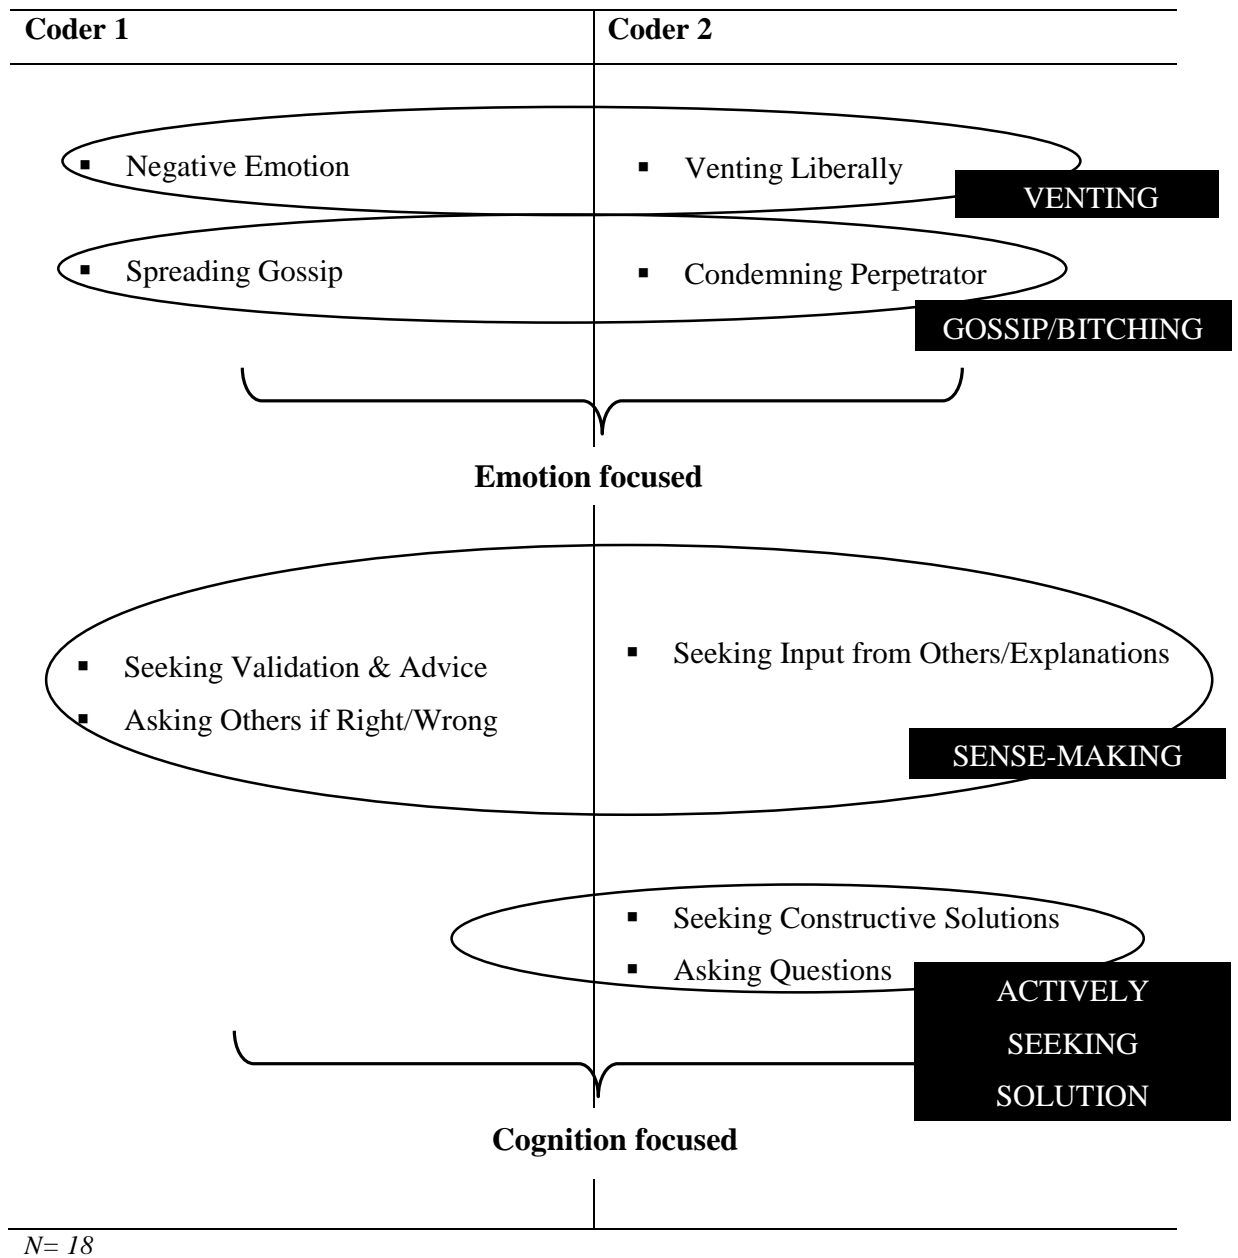 Coder 1
Coder 2
▪ Negative Emotion
▪ Venting Liberally
VENTING
▪ Spreading Gossip
▪ Condemning Perpetrator
GOSSIP/BITCHING
Emotion focused
▪ Seeking Validation & Advice
▪ Asking Others if Right/Wrong
▪ Seeking Input from Others/Explanations
SENSE-MAKING
▪ Seeking Constructive Solutions
▪ Asking Questions
ACTIVELY
SEEKING
SOLUTION
Cognition focused
N= 18